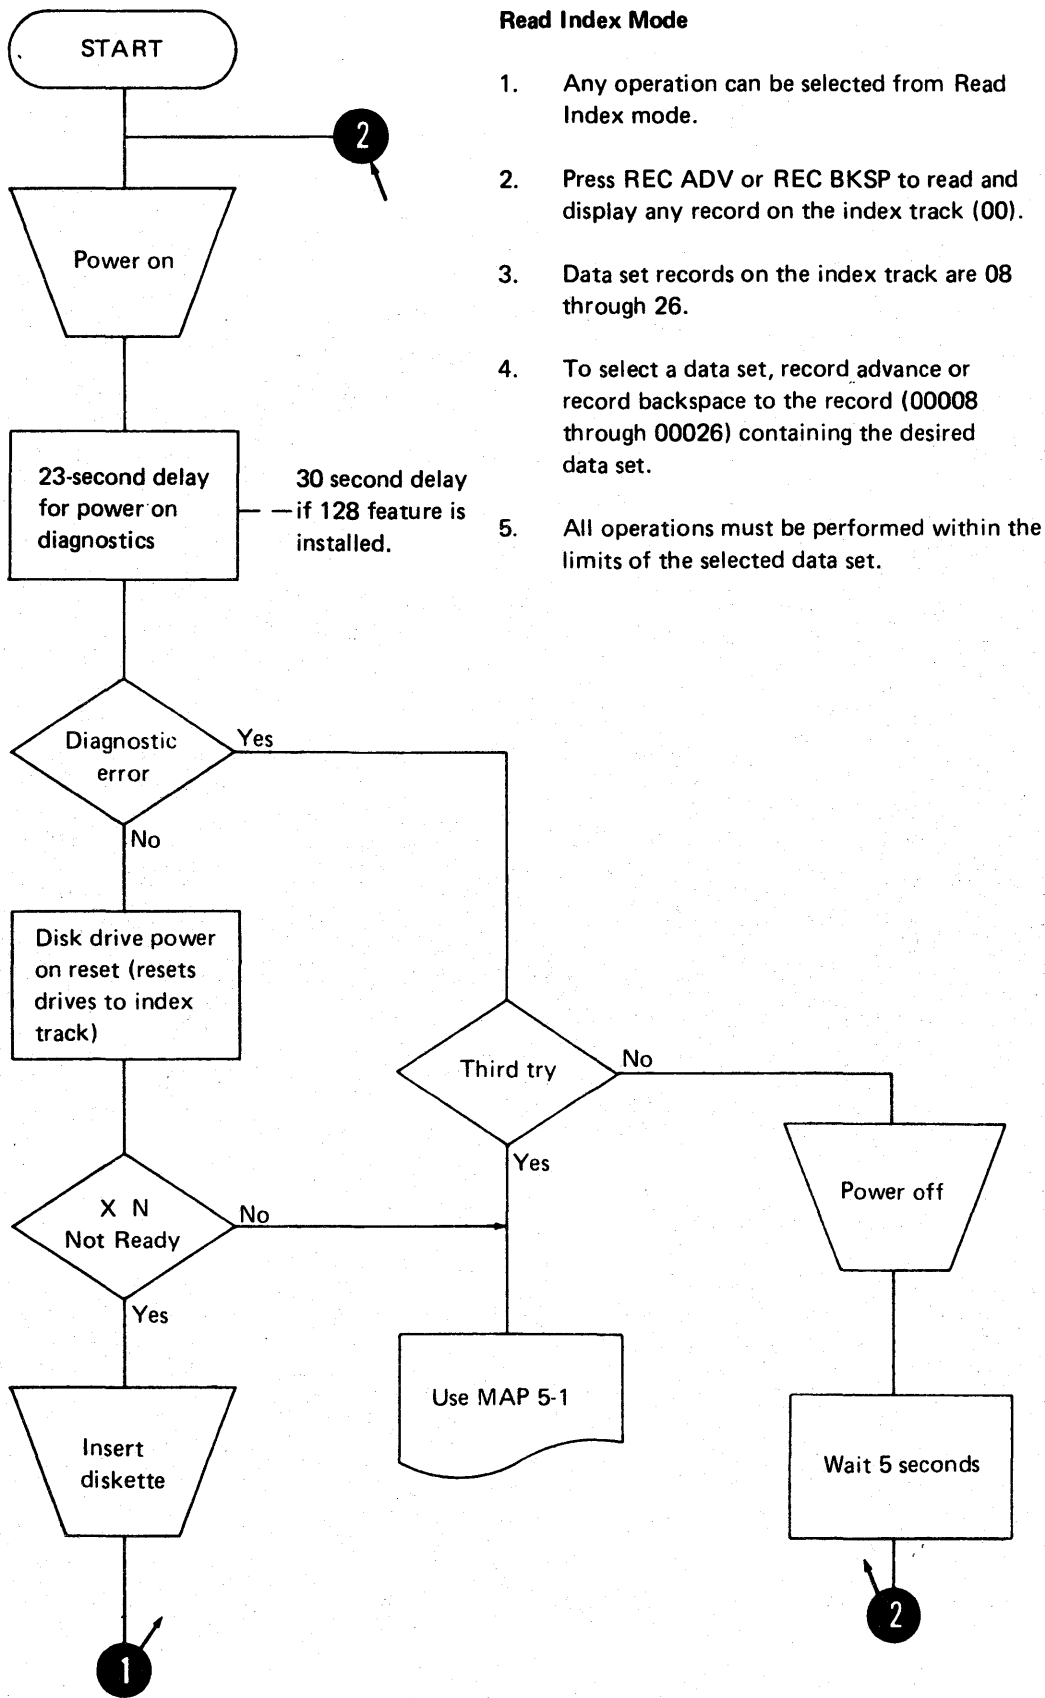 START
2
Power on
23-second delay
for power on
diagnostics
30 second delay
if 128 feature is
installed.
Diagnostic
error
Yes
No
Disk drive power
on reset (resets
drives to index
track)
X N
Not Ready
No
Yes
Insert
diskette
1
Third try
No
Yes
Use MAP 5-1
Power off
Wait 5 seconds
2
Read Index Mode
1. Any operation can be selected from Read
Index mode.
2. Press REC ADV or REC BKSP to read and
display any record on the index track (00).
3. Data set records on the index track are 08
through 26.
4. To select a data set, record advance or
record backspace to the record (00008
through 00026) containing the desired
data set.
5. All operations must be performed within the
limits of the selected data set.